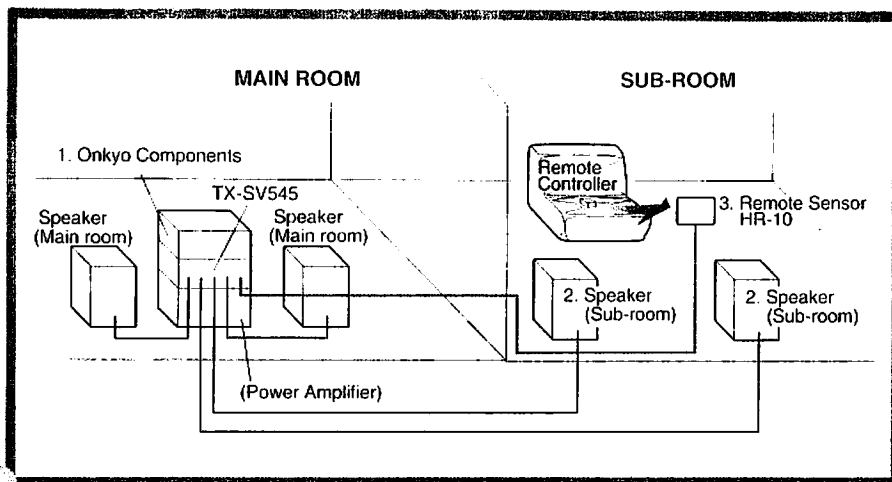 MAIN ROOM
SUB-ROOM
1. Onkyo Components
TX-SV545
Speaker
(Main room)
Speaker
(Main room)
Remote
Controller
3. Remote Sensor
HR-10
2. Speaker
(Sub-room)
2. Speaker
(Sub-room)
(Power Amplifier)